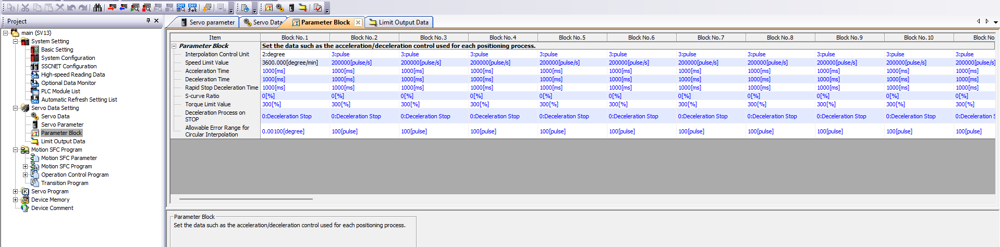 Project
main (SV13)
System Setting
Basic Setting
System Configuration
SSCNET Configuration
High-speed Reading Data
Optional Data Monitor
PLC Module List
Automatic Refresh Setting List
Servo Data Setting
Servo Data
Servo Parameter
Parameter Block
Limit Output Data
Motion SFC Program
Motion SFC Parameter
Motion SFC Program
Operation Control Program
Transition Program
Servo Program
Device Memory
Device Comment
Servo parameter Servo Data Parameter Block Limit Output Data
Item Block No.1 Block No.2 Block No.3 Block No.4 Block No.5 Block No.6 Block No.7 Block No.8 Block No.9 Block No.10 Block No
Parameter Block Set the data such as the acceleration/deceleration control used for each positioning process.
Interpolation Control Unit 2:degree 3:pulse 3:pulse 3:pulse 3:pulse 3:pulse 3:pulse 3:pulse 3:pulse 3:pulse 3:pulse
Speed Limit Value 3600.000[degree/min] 200000[pulse/s] 200000[pulse/s] 200000[pulse/s] 200000[pulse/s] 200000[pulse/s] 200000[pulse/s] 200000[pulse/s] 200000[pulse/s] 200000[pulse/s] 200000[pulse/s]
Acceleration Time 1000[ms] 1000[ms] 1000[ms] 1000[ms] 1000[ms] 1000[ms] 1000[ms] 1000[ms] 1000[ms] 1000[ms] 1000[ms]
Deceleration Time 1000[ms] 1000[ms] 1000[ms] 1000[ms] 1000[ms] 1000[ms] 1000[ms] 1000[ms] 1000[ms] 1000[ms] 1000[ms]
Rapid Stop Deceleration Time 1000[ms] 1000[ms] 1000[ms] 1000[ms] 1000[ms] 1000[ms] 1000[ms] 1000[ms] 1000[ms] 1000[ms] 1000[ms]
S-curve Ratio 0[%] 0[%] 0[%] 0[%] 0[%] 0[%] 0[%] 0[%] 0[%] 0[%] 0[%]
Torque Limit Value 300[%] 300[%] 300[%] 300[%] 300[%] 300[%] 300[%] 300[%] 300[%] 300[%] 300[%]
Deceleration Process on
STOP 0:Deceleration Stop 0:Deceleration Stop 0:Deceleration Stop 0:Deceleration Stop 0:Deceleration Stop 0:Deceleration Stop 0:Deceleration Stop 0:Deceleration Stop 0:Deceleration Stop 0:Deceleration Stop 0:Deceleration S
Allowable Error Range for
Circular Interpolation 0.00100[degree] 100[pulse] 100[pulse] 100[pulse] 100[pulse] 100[pulse] 100[pulse] 100[pulse] 100[pulse] 100[pulse] 100[pulse]
Parameter Block
Set the data such as the acceleration/deceleration control used for each positioning process.